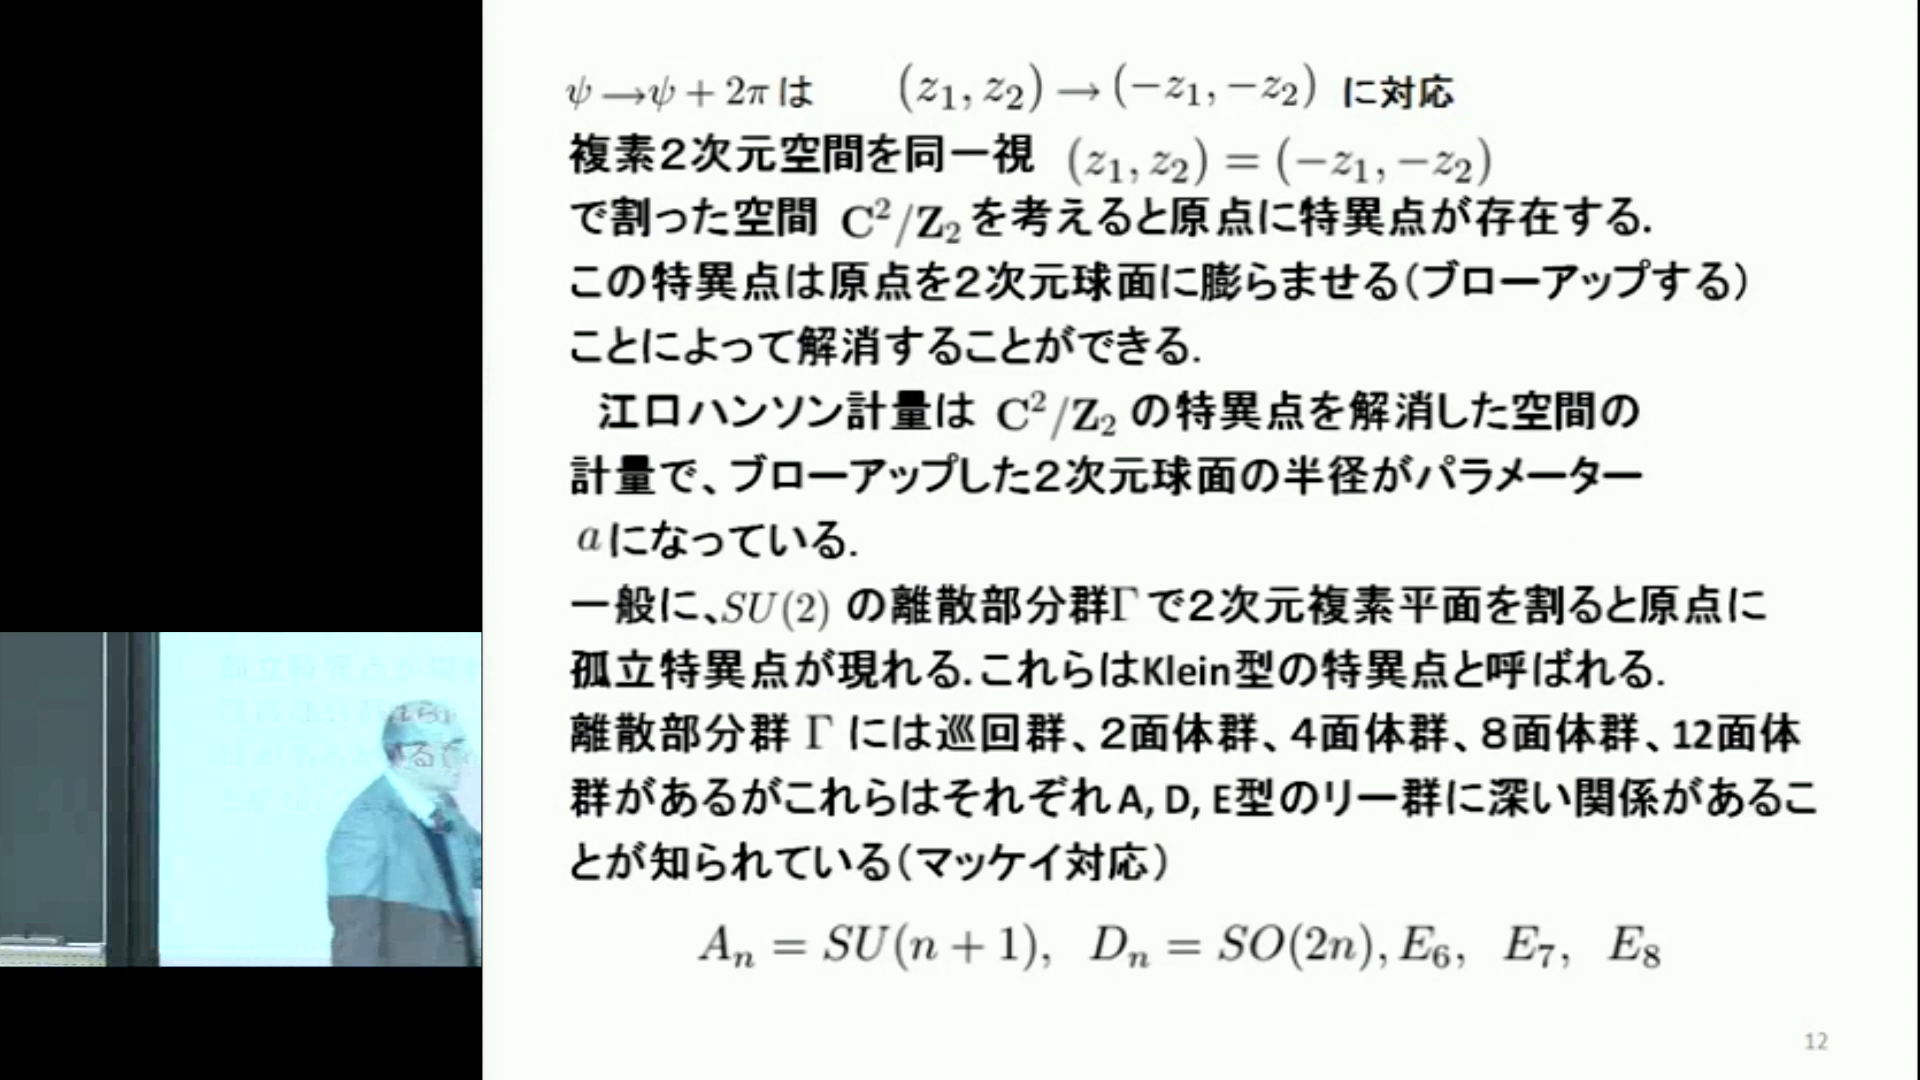 ψ→ψ + 2πは (z₁, z₂) → (−z₁, −z₂) に対応
複素２次元空間を同一視 (z₁, z₂) = (−z₁, −z₂)
で割った空間 C²/Z₂ を考えると原点に特異点が存在する.
この特異点は原点を２次元球面に膨らませる（ブローアップする）
ことによって解消することができる.
江口ハンソン計量は C²/Z₂ の特異点を解消した空間の
計量で、ブローアップした２次元球面の半径がパラメーター
a になっている.
一般に、SU(2) の離散部分群Γで２次元複素平面を割ると原点に
孤立特異点が現れる.これらはKlein型の特異点と呼ばれる.
離散部分群 Γ には巡回群、２面体群、４面体群、８面体群、12面体
群があるがこれらはそれぞれA, D, E型のリー群に深い関係があるこ
とが知られている（マッケイ対応）
Aₙ = SU(n + 1), Dₙ = SO(2n), E₆, E₇, E₈
12